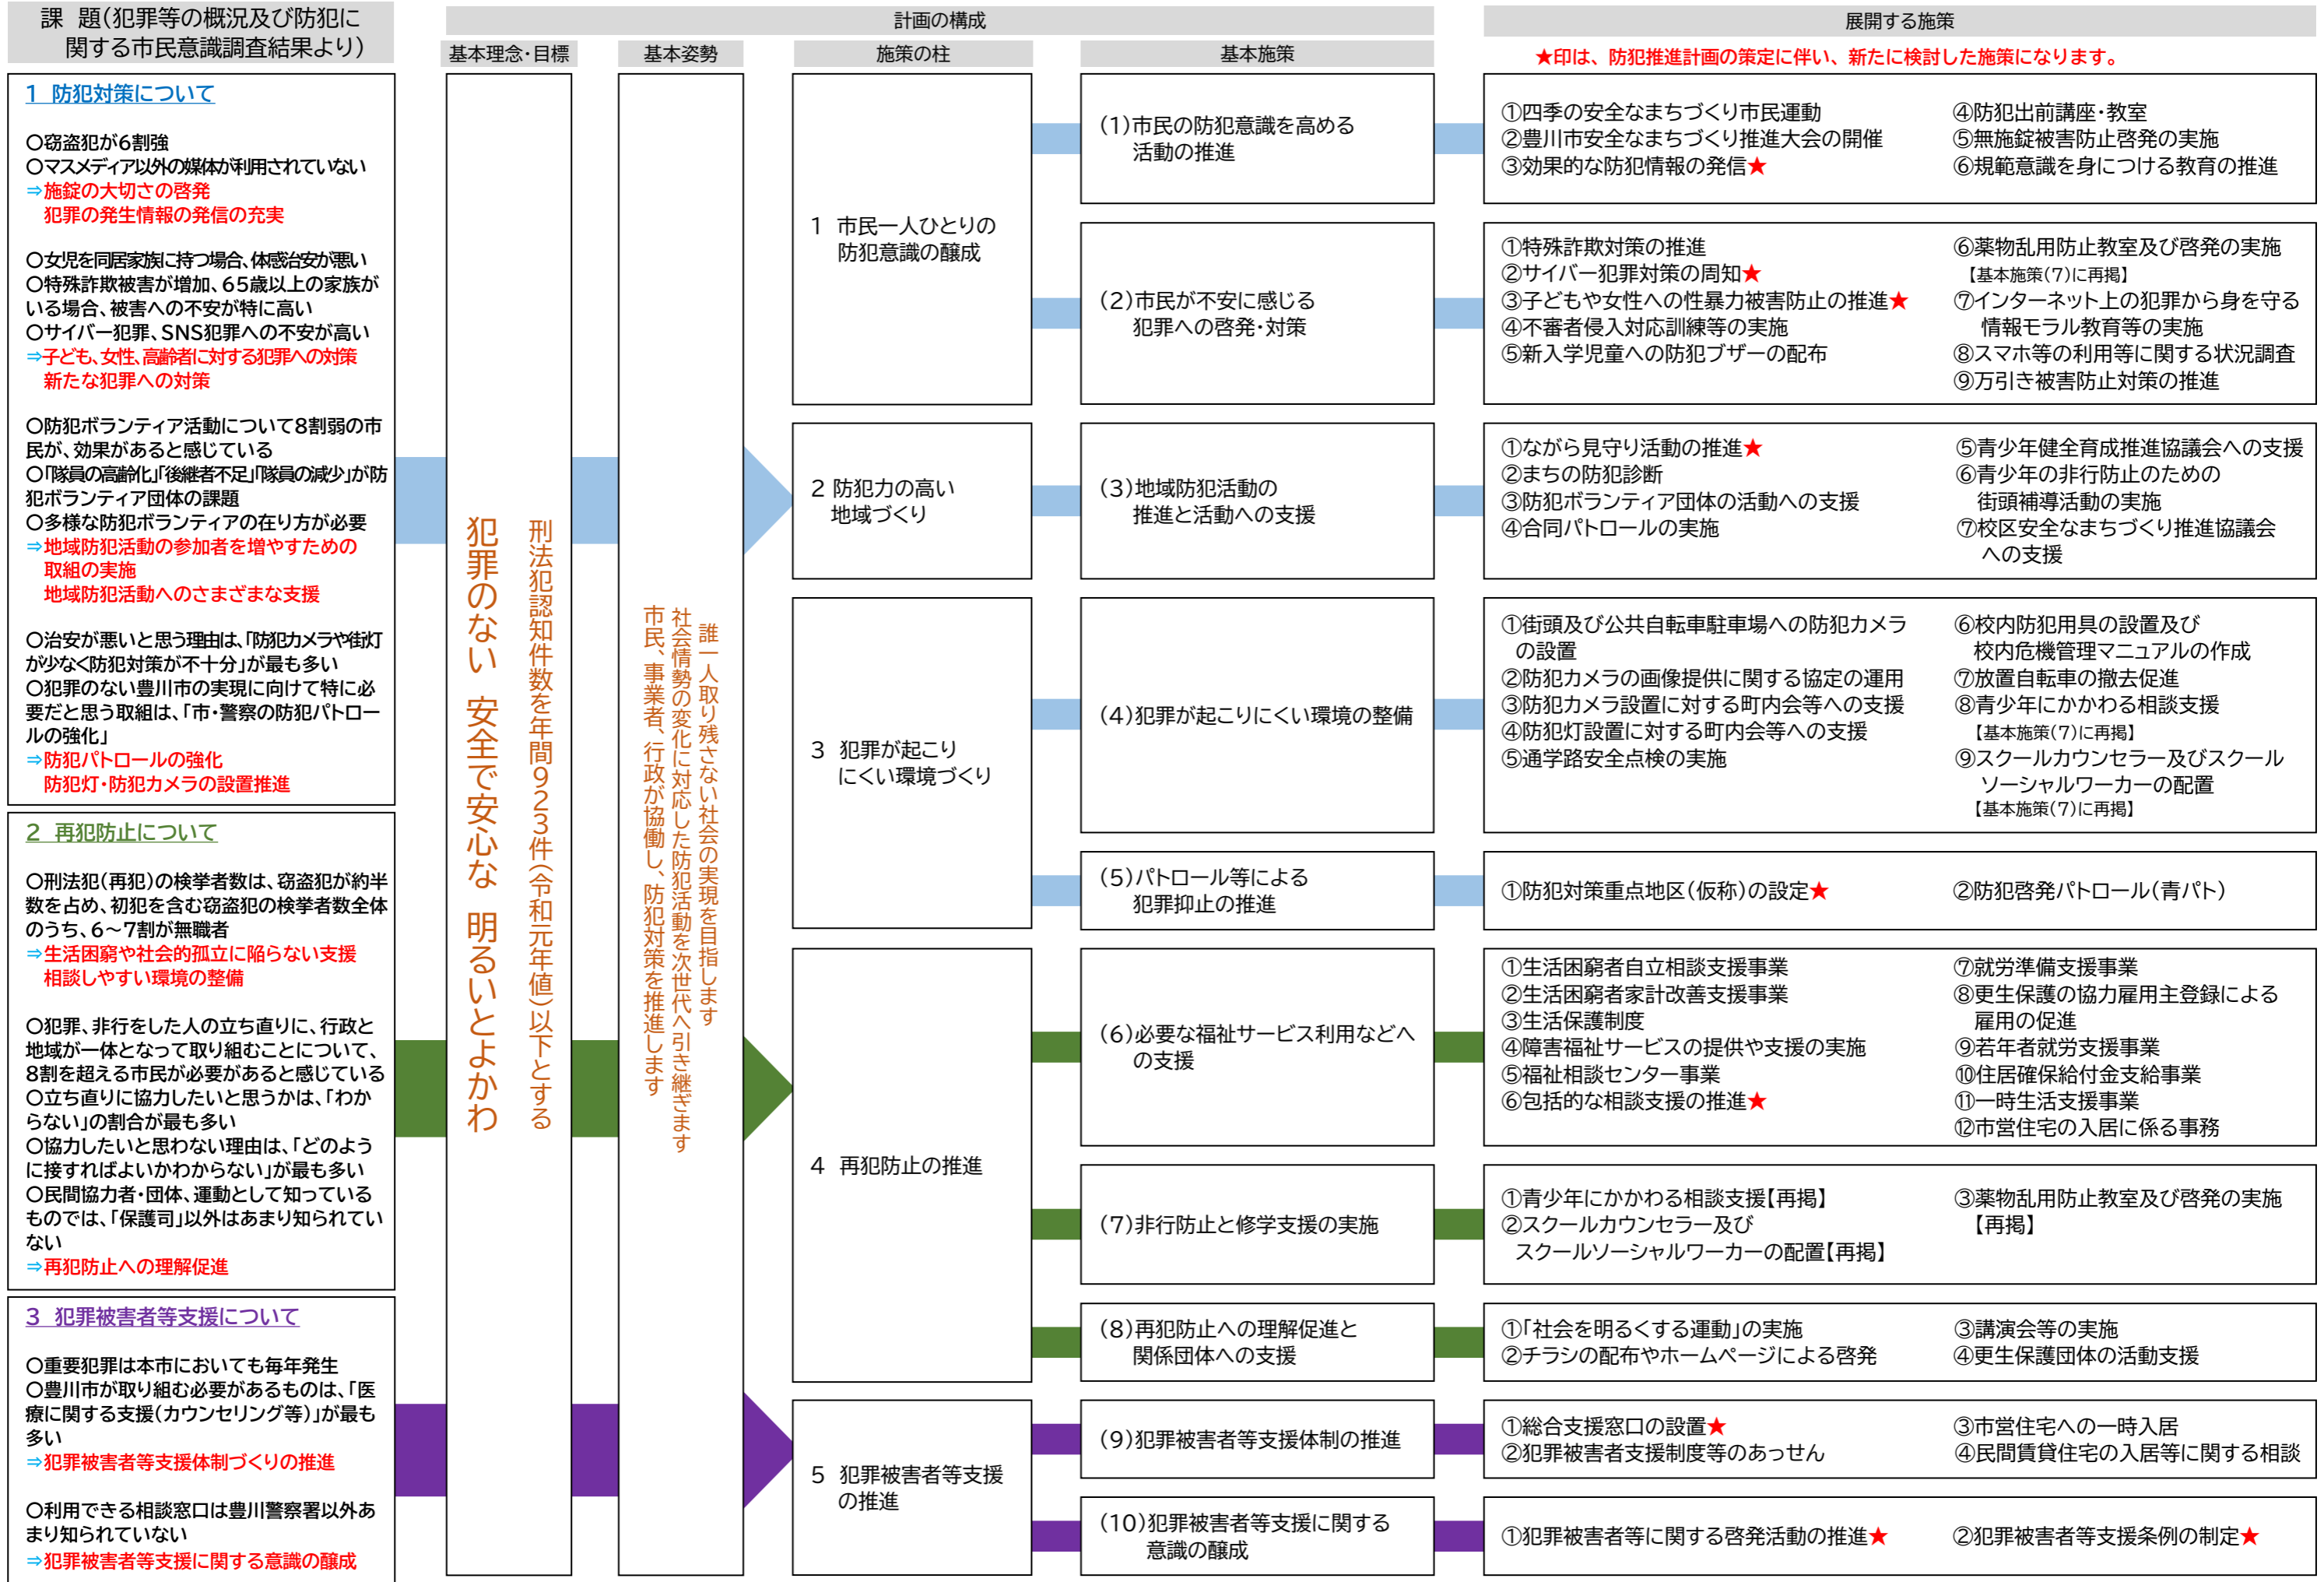 課 題(犯罪等の概況及び防犯に
関する市民意識調査結果より)
計画の構成
展開する施策
基本理念・目標
基本姿勢
施策の柱
基本施策
★印は、防犯推進計画の策定に伴い、新たに検討した施策になります。
1 防犯対策について
〇窃盗犯が6割強
〇マスメディア以外の媒体が利用されていない
⇒施錠の大切さの啓発
犯罪の発生情報の発信の充実
〇女児を同居家族に持つ場合、体感治安が悪い
〇特殊詐欺被害が増加、65歳以上の家族が
いる場合、被害への不安が特に高い
〇サイバー犯罪、SNS犯罪への不安が高い
⇒子ども、女性、高齢者に対する犯罪への対策
新たな犯罪への対策
〇防犯ボランティア活動について8割弱の市
民が、効果があると感じている
〇「隊員の高齢化」「後継者不足」「隊員の減少」が防
犯ボランティア団体の課題
〇多様な防犯ボランティアの在り方が必要
⇒地域防犯活動の参加者を増やすための
取組の実施
地域防犯活動へのさまざまな支援
〇治安が悪いと思う理由は、「防犯カメラや街灯
が少なく防犯対策が不十分」が最も多い
〇犯罪のない豊川市の実現に向けて特に必
要だと思う取組は、「市・警察の防犯パトロー
ルの強化」
⇒防犯パトロールの強化
防犯灯・防犯カメラの設置推進
2 再犯防止について
〇刑法犯(再犯)の検挙者数は、窃盗犯が約半
数を占め、初犯を含む窃盗犯の検挙者数全体
のうち、6~7割が無職者
⇒生活困窮や社会的孤立に陥らない支援
相談しやすい環境の整備
〇犯罪、非行をした人の立ち直りに、行政と
地域が一体となって取り組むことについて、
8割を超える市民が必要があると感じている
〇立ち直りに協力したいと思うかは、「わか
らない」の割合が最も多い
〇協力したいと思わない理由は、「どのよう
に接すればよいかわからない」が最も多い
〇民間協力者・団体、運動として知っている
ものでは、「保護司」以外はあまり知られてい
ない
⇒再犯防止への理解促進
3 犯罪被害者等支援について
〇重要犯罪は本市においても毎年発生
〇豊川市が取り組む必要があるものは、「医
療に関する支援(カウンセリング等)」が最も
多い
⇒犯罪被害者等支援体制づくりの推進
〇利用できる相談窓口は豊川警察署以外あ
まり知られていない
⇒犯罪被害者等支援に関する意識の醸成
刑法犯認知件数を年間923件(令和元年値)以下とする
犯罪のない 安全で安心な 明るいとよかわ
誰一人取り残さない社会の実現を目指します
社会情勢の変化に対応した防犯活動を次世代へ引き継ぎます
市民、事業者、行政が協働し、防犯対策を推進します
1 市民一人ひとりの
防犯意識の醸成
(1)市民の防犯意識を高める
活動の推進
①四季の安全なまちづくり市民運動
②豊川市安全なまちづくり推進大会の開催
③効果的な防犯情報の発信★
④防犯出前講座・教室
⑤無施錠被害防止啓発の実施
⑥規範意識を身につける教育の推進
(2)市民が不安に感じる
犯罪への啓発・対策
①特殊詐欺対策の推進
②サイバー犯罪対策の周知★
③子どもや女性への性暴力被害防止の推進★
④不審者侵入対応訓練等の実施
⑤新入学児童への防犯ブザーの配布
⑥薬物乱用防止教室及び啓発の実施
【基本施策(7)に再掲】
⑦インターネット上の犯罪から身を守る
情報モラル教育等の実施
⑧スマホ等の利用等に関する状況調査
⑨万引き被害防止対策の推進
2 防犯力の高い
地域づくり
(3)地域防犯活動の
推進と活動への支援
①ながら見守り活動の推進★
②まちの防犯診断
③防犯ボランティア団体の活動への支援
④合同パトロールの実施
⑤青少年健全育成推進協議会への支援
⑥青少年の非行防止のための
街頭補導活動の実施
⑦校区安全なまちづくり推進協議会
への支援
3 犯罪が起こり
にくい環境づくり
(4)犯罪が起こりにくい環境の整備
①街頭及び公共自転車駐車場への防犯カメラ
の設置
②防犯カメラの画像提供に関する協定の運用
③防犯カメラ設置に対する町内会等への支援
④防犯灯設置に対する町内会等への支援
⑤通学路安全点検の実施
⑥校内防犯用具の設置及び
校内危機管理マニュアルの作成
⑦放置自転車の撤去促進
⑧青少年にかかわる相談支援
【基本施策(7)に再掲】
⑨スクールカウンセラー及びスクール
ソーシャルワーカーの配置
【基本施策(7)に再掲】
(5)パトロール等による
犯罪抑止の推進
①防犯対策重点地区(仮称)の設定★
②防犯啓発パトロール(青パト)
4 再犯防止の推進
(6)必要な福祉サービス利用などへ
の支援
①生活困窮者自立相談支援事業
②生活困窮者家計改善支援事業
③生活保護制度
④障害福祉サービスの提供や支援の実施
⑤福祉相談センター事業
⑥包括的な相談支援の推進★
⑦就労準備支援事業
⑧更生保護の協力雇用主登録による
雇用の促進
⑨若年者就労支援事業
⑩住居確保給付金支給事業
⑪一時生活支援事業
⑫市営住宅の入居に係る事務
(7)非行防止と修学支援の実施
①青少年にかかわる相談支援【再掲】
②スクールカウンセラー及び
スクールソーシャルワーカーの配置【再掲】
③薬物乱用防止教室及び啓発の実施
【再掲】
(8)再犯防止への理解促進と
関係団体への支援
①「社会を明るくする運動」の実施
②チラシの配布やホームページによる啓発
③講演会等の実施
④更生保護団体の活動支援
5 犯罪被害者等支援
の推進
(9)犯罪被害者等支援体制の推進
①総合支援窓口の設置★
②犯罪被害者支援制度等のあっせん
③市営住宅への一時入居
④民間賃貸住宅の入居等に関する相談
(10)犯罪被害者等支援に関する
意識の醸成
①犯罪被害者等に関する啓発活動の推進★
②犯罪被害者等支援条例の制定★